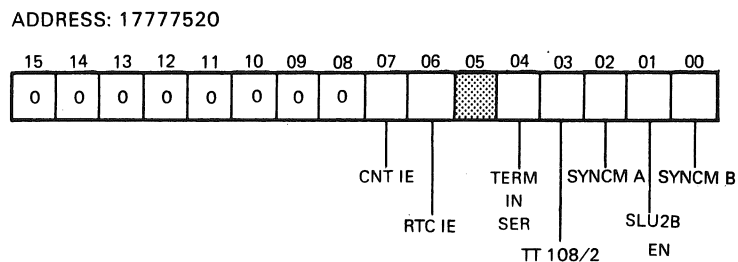 ADDRESS: 17777520
15 14 13 12 11 10 09 08 07 06 05 04 03 02 01 00
0 0 0 0 0 0 0 0
CNT IE TERM SYNCM A SYNCM B
IN
RTC IE SER SLU2B
TT 108/2 EN